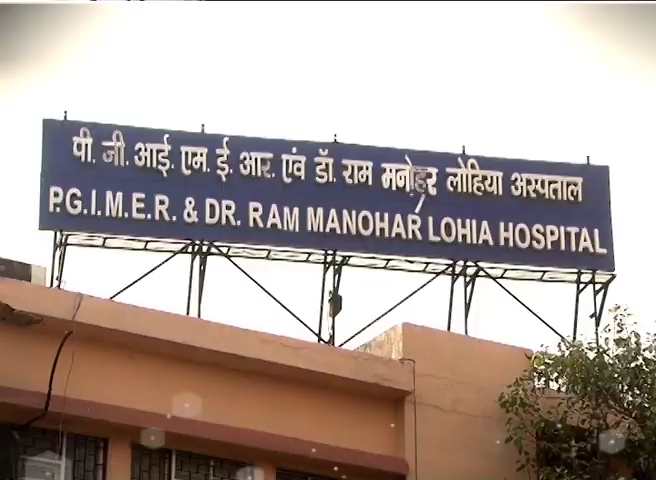 पी. जी. आई. एम. ई. आर. एवं डॉ. राम मनोहर लोहिया अस्पताल
P.G.I.M.E.R. & DR. RAM MANOHAR LOHIA HOSPITAL